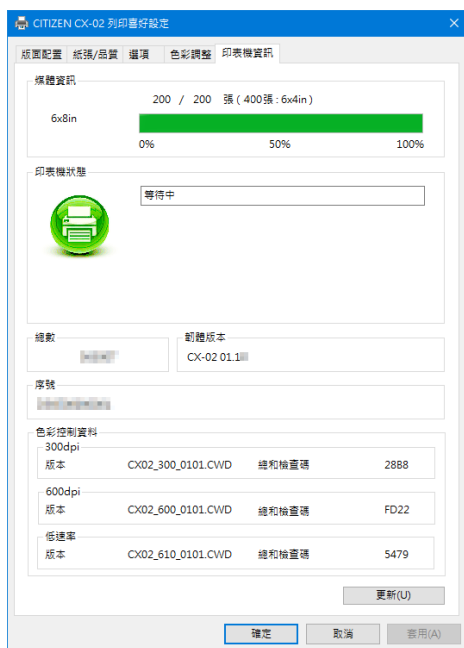 CITIZEN CX-02 列印喜好設定
版面配置 紙張/品質 選項 色彩調整 印表機資訊
媒體資訊
200 / 200 張 ( 400張 : 6x4in )
6x8in
0% 50% 100%
印表機狀態
等待中
總數 韌體版本
CX-02 01.1
序號
色彩控制資料
300dpi
版本 CX02_300_0101.CWD 總和檢查碼 28B8
600dpi
版本 CX02_600_0101.CWD 總和檢查碼 FD22
低速率
版本 CX02_610_0101.CWD 總和檢查碼 5479
更新(U)
確定 取消 套用(A)